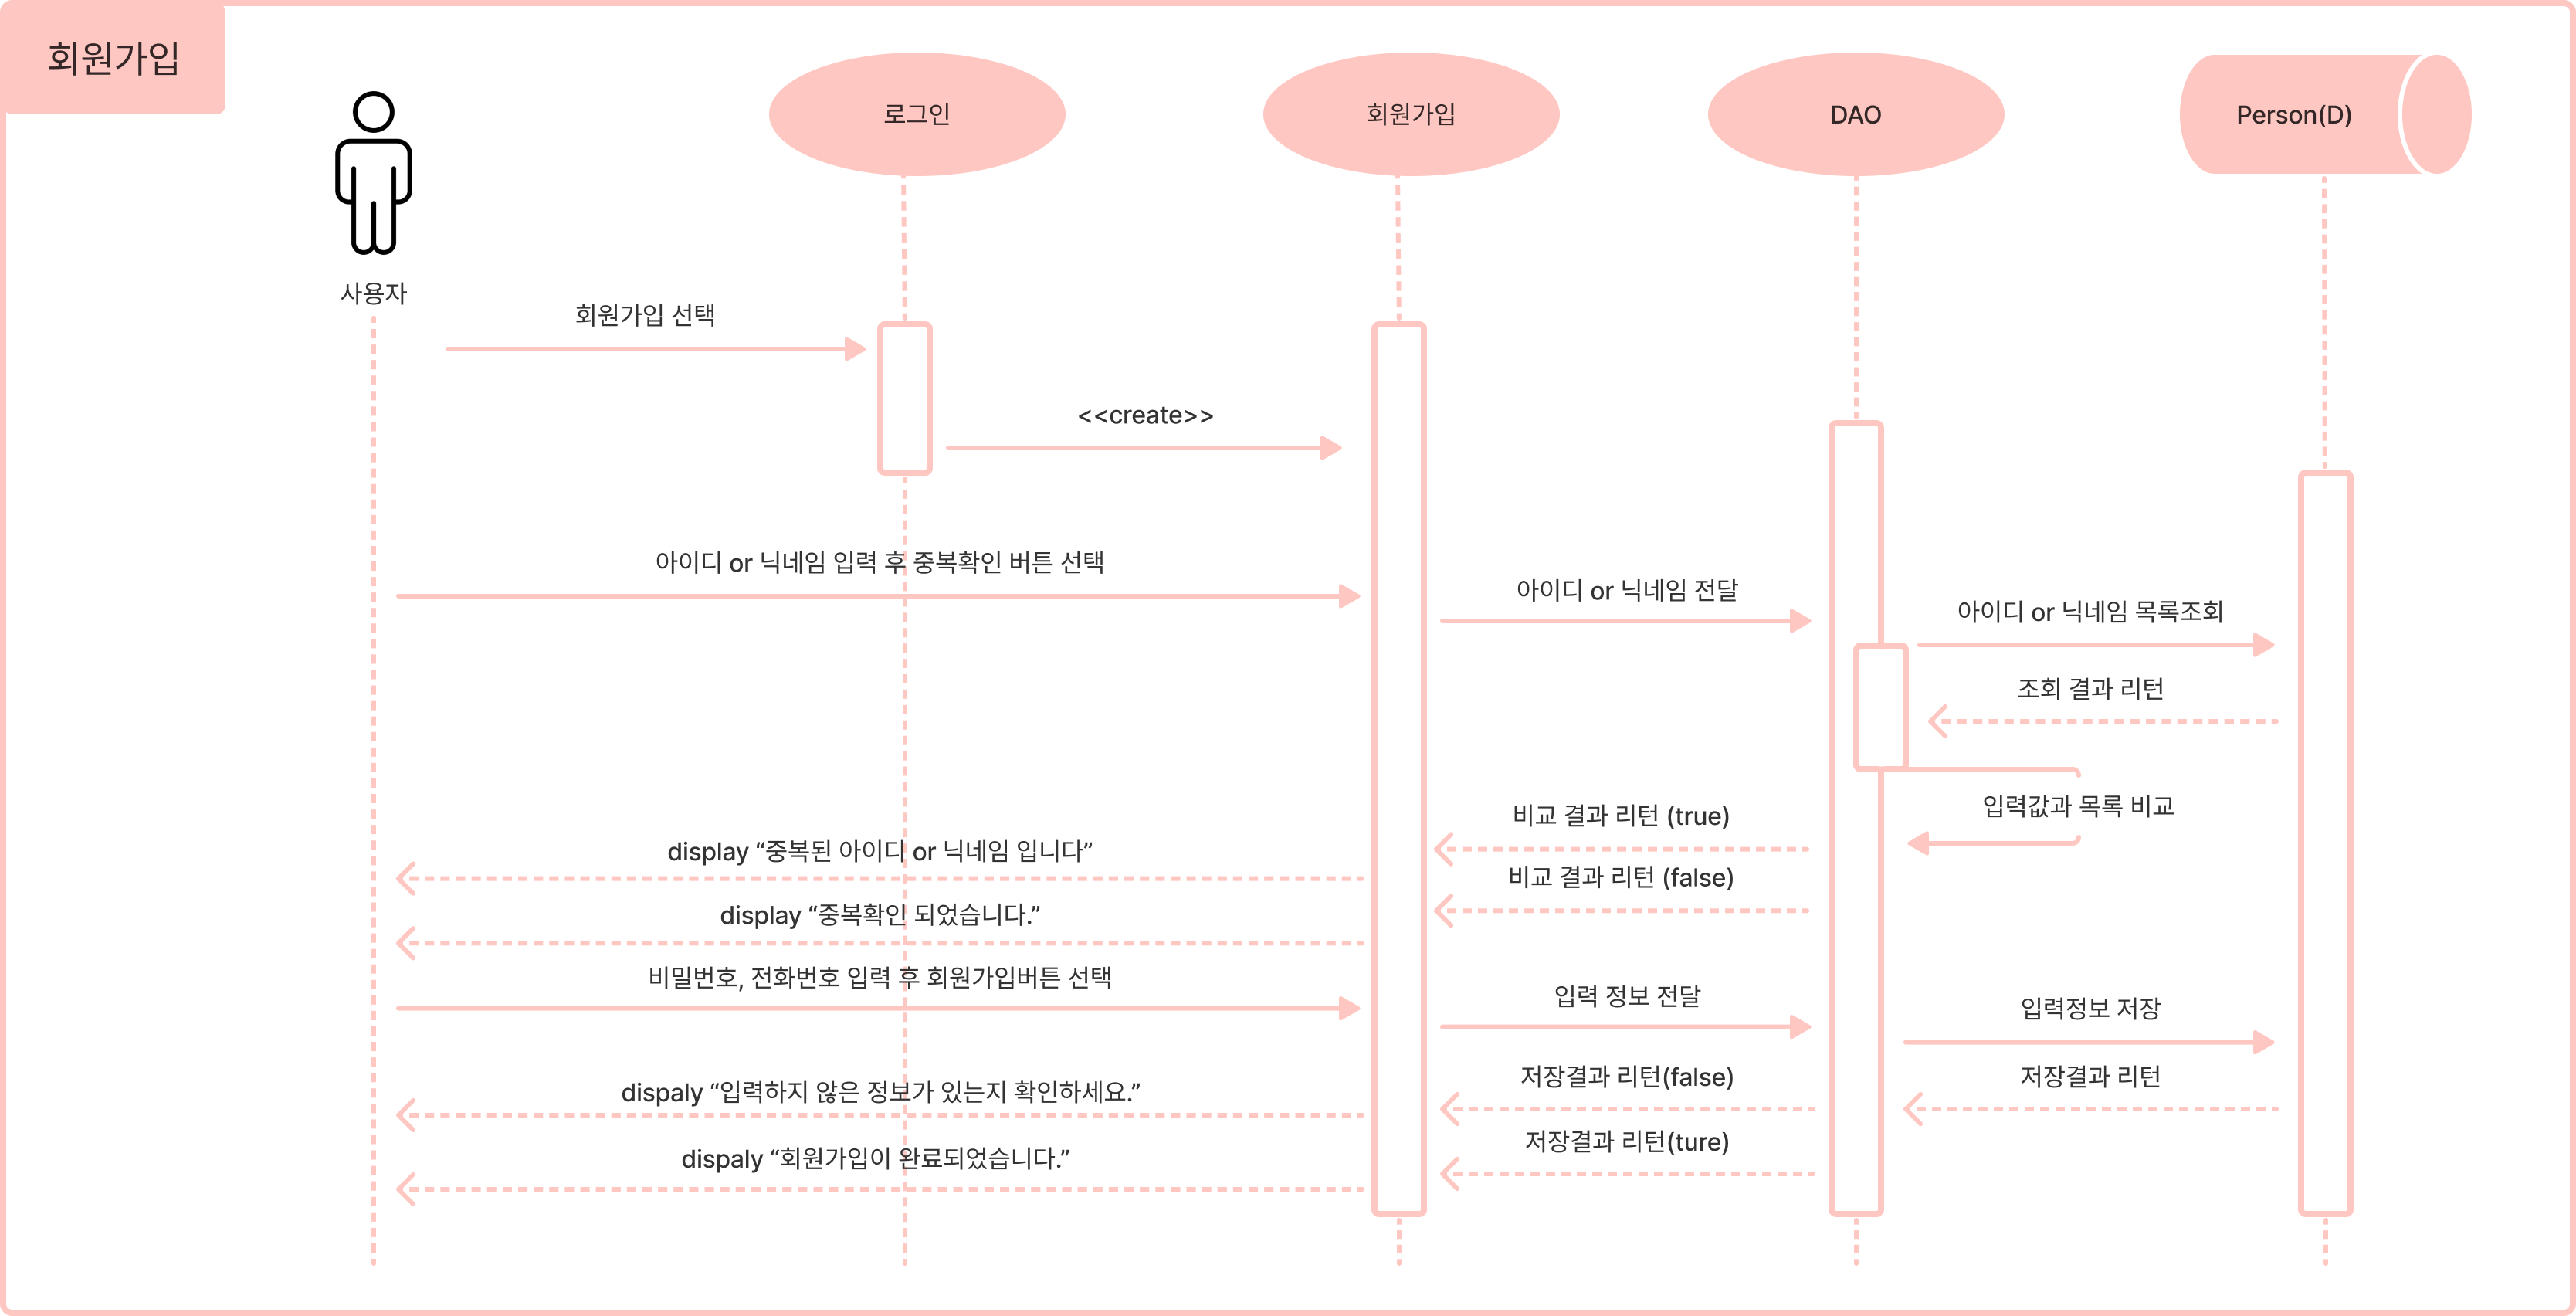 회원가입
로그인
회원가입
DAO
Person(D)
사용자
회원가입 선택
<<create>>
아이디 or 닉네임 입력 후 중복확인 버튼 선택
아이디 or 닉네임 전달
아이디 or 닉네임 목록조회
조회 결과 리턴
입력값과 목록 비교
비교 결과 리턴 (true)
display “중복된 아이디 or 닉네임 입니다”
비교 결과 리턴 (false)
display “중복확인 되었습니다.”
비밀번호, 전화번호 입력 후 회원가입버튼 선택
입력 정보 전달
입력정보 저장
저장결과 리턴
저장결과 리턴(false)
dispaly “입력하지 않은 정보가 있는지 확인하세요.”
저장결과 리턴(ture)
dispaly “회원가입이 완료되었습니다.”